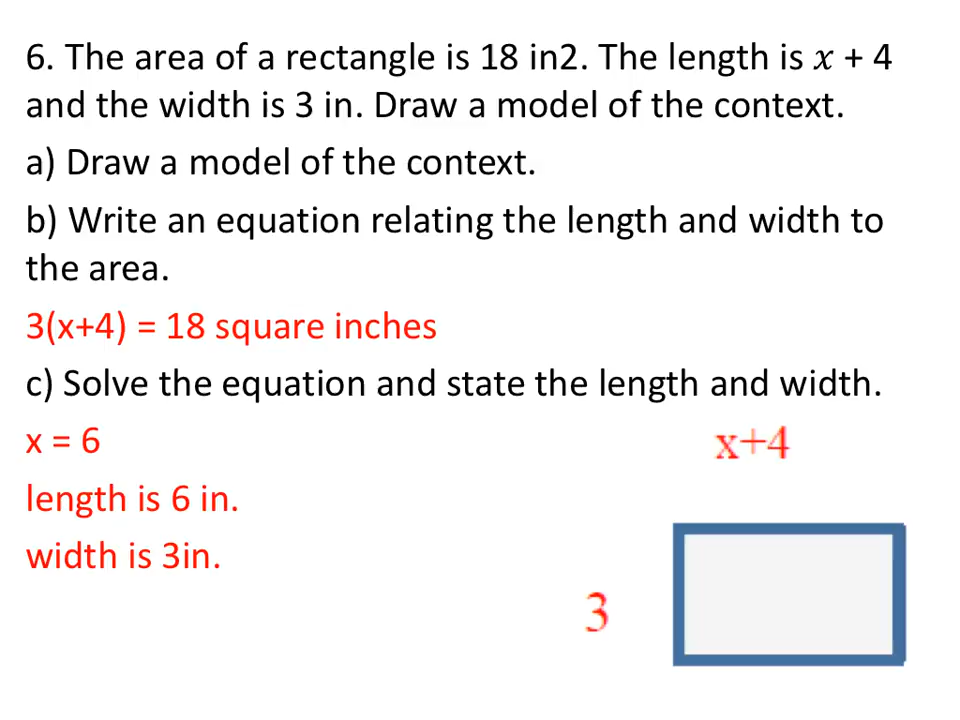 6. The area of a rectangle is 18 in2. The length is 𝑥 + 4
and the width is 3 in. Draw a model of the context.
a) Draw a model of the context.
b) Write an equation relating the length and width to
the area.
3(x+4) = 18 square inches
c) Solve the equation and state the length and width.
x = 6
x+4
length is 6 in.
width is 3in.
3